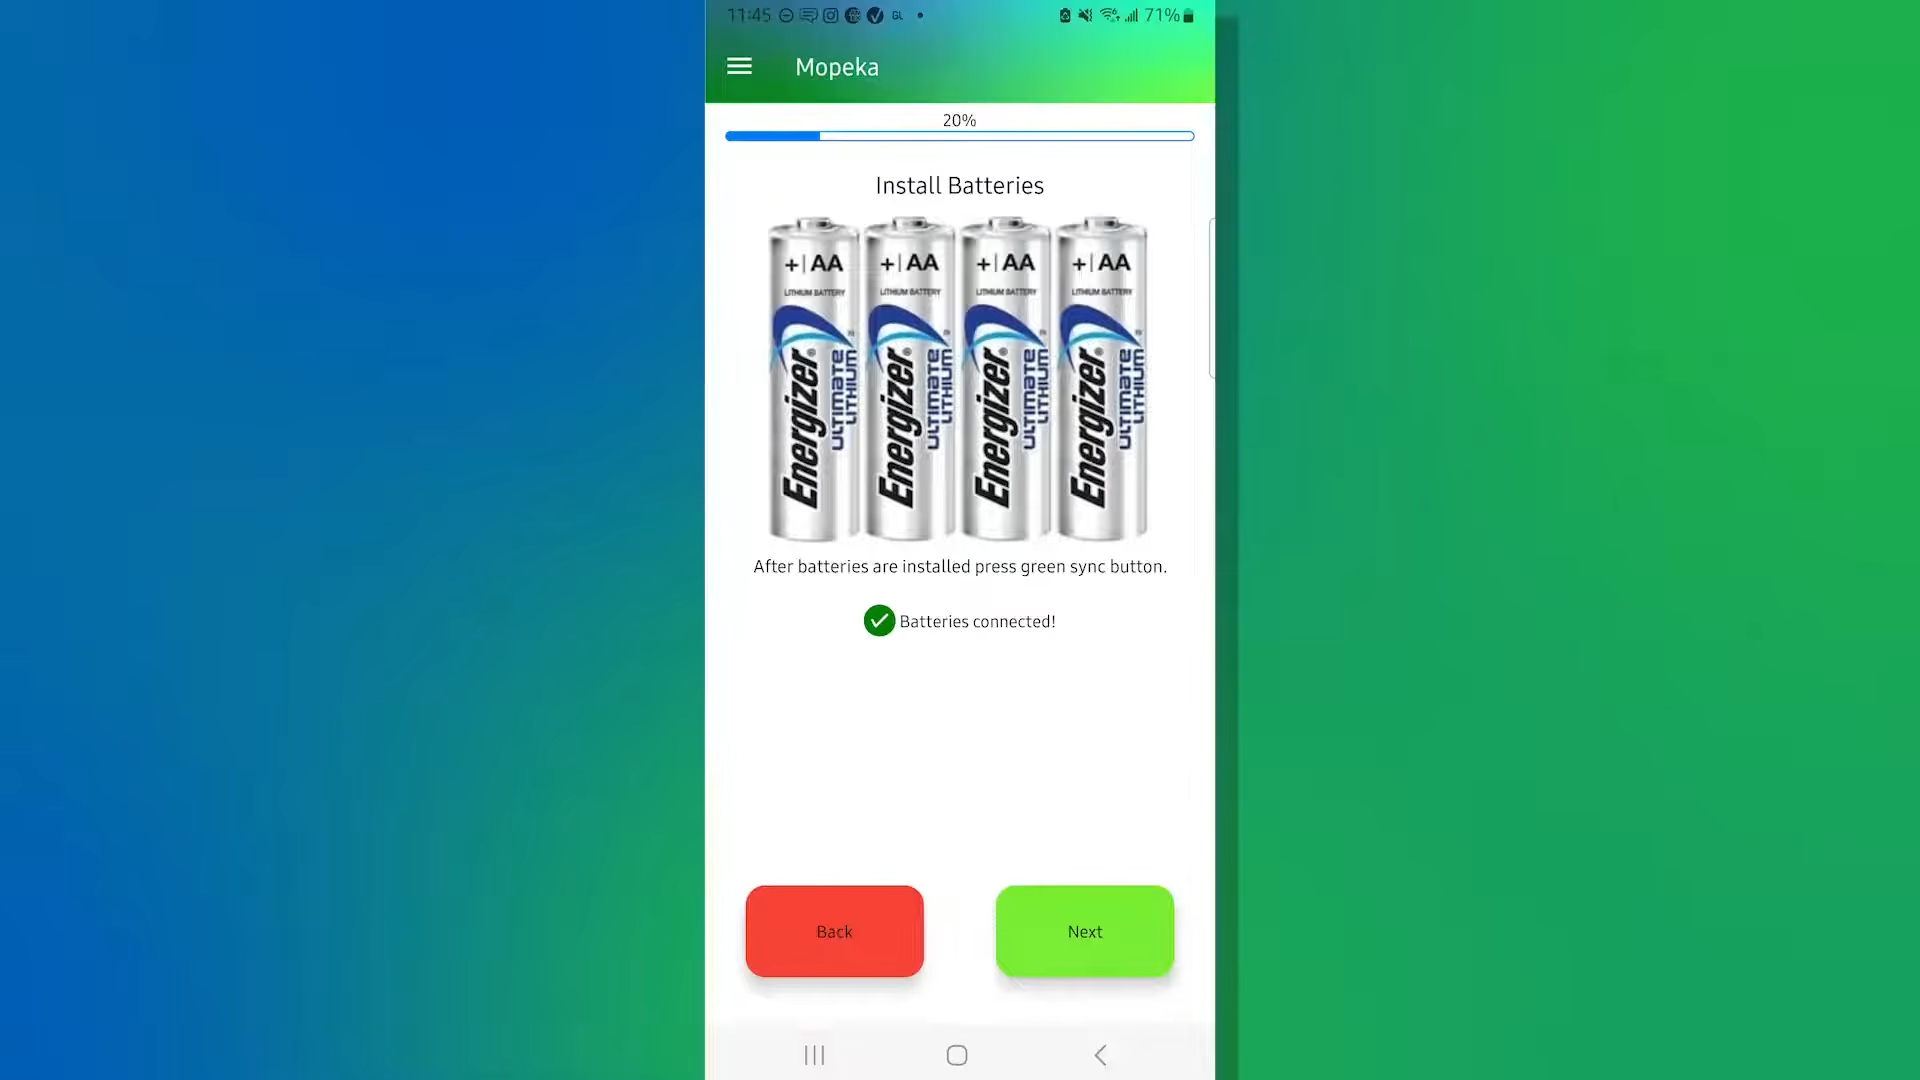 11:45 GL 71%
Mopeka
20%
Install Batteries
+|AA +|AA +|AA +|AA
LITHIUM BATTERY LITHIUM BATTERY LITHIUM BATTERY LITHIUM BATTERY
Energizer® ULTIMATE LITHIUM Energizer® ULTIMATE LITHIUM Energizer® ULTIMATE LITHIUM Energizer® ULTIMATE LITHIUM
After batteries are installed press green sync button.
Batteries connected!
Back Next